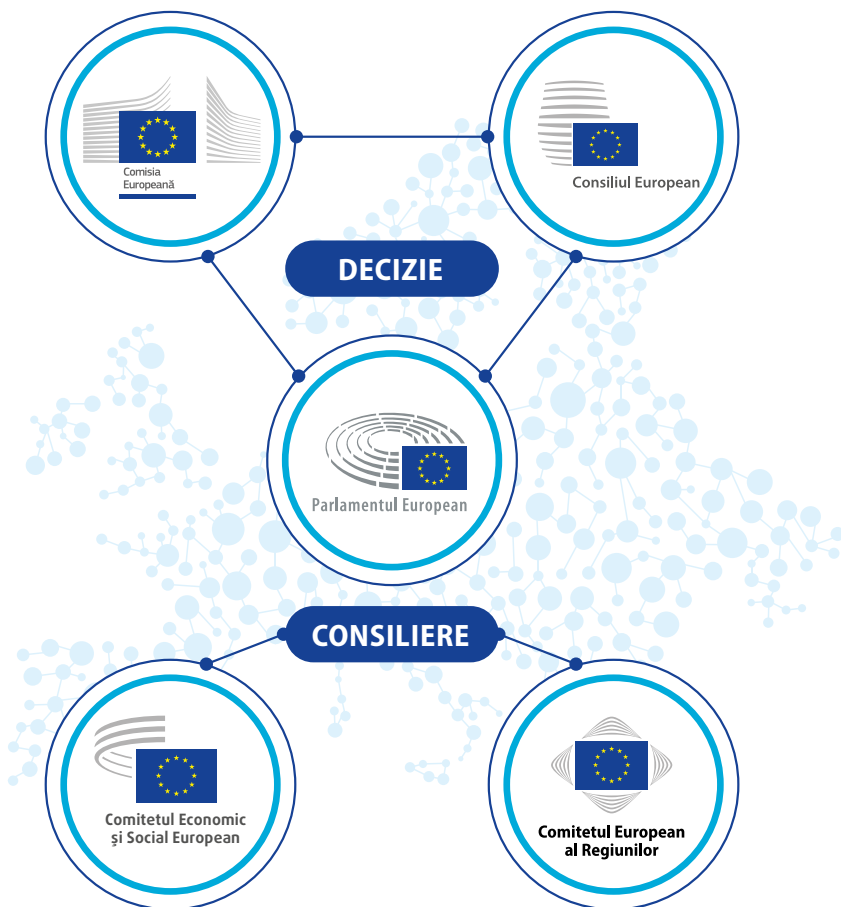 Comisia
Europeană
Consiliul European
DECIZIE
Parlamentul European
CONSILIERE
Comitetul Economic
și Social European
Comitetul European
al Regiunilor